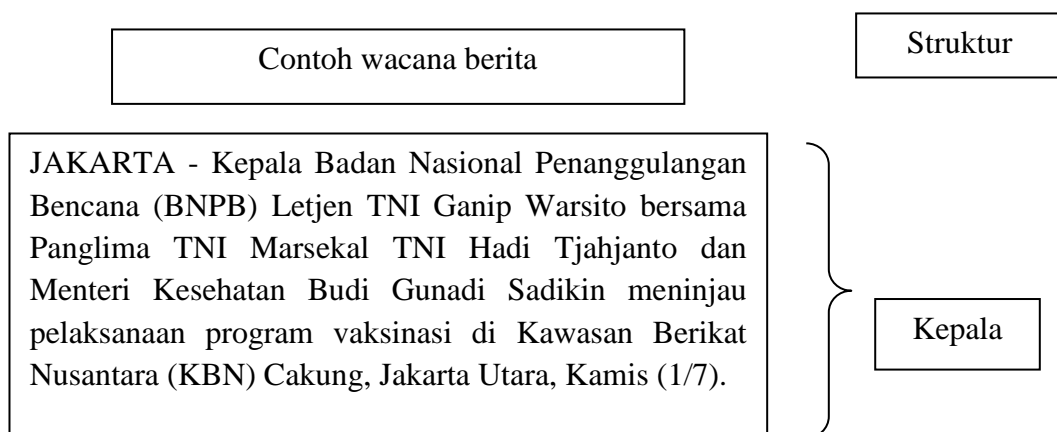 Contoh wacana berita
Struktur
JAKARTA - Kepala Badan Nasional Penanggulangan
Bencana (BNPB) Letjen TNI Ganip Warsito bersama
Panglima TNI Marsekal TNI Hadi Tjahjanto dan
Menteri Kesehatan Budi Gunadi Sadikin meninjau
pelaksanaan program vaksinasi di Kawasan Berikat
Nusantara (KBN) Cakung, Jakarta Utara, Kamis (1/7).
Kepala